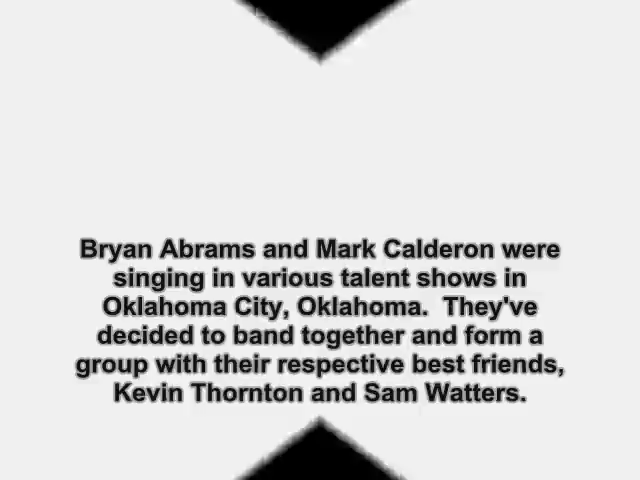 Bryan Abrams and Mark Calderon were
singing in various talent shows in
Oklahoma City, Oklahoma.  They've
decided to band together and form a
group with their respective best friends,
Kevin Thornton and Sam Watters.